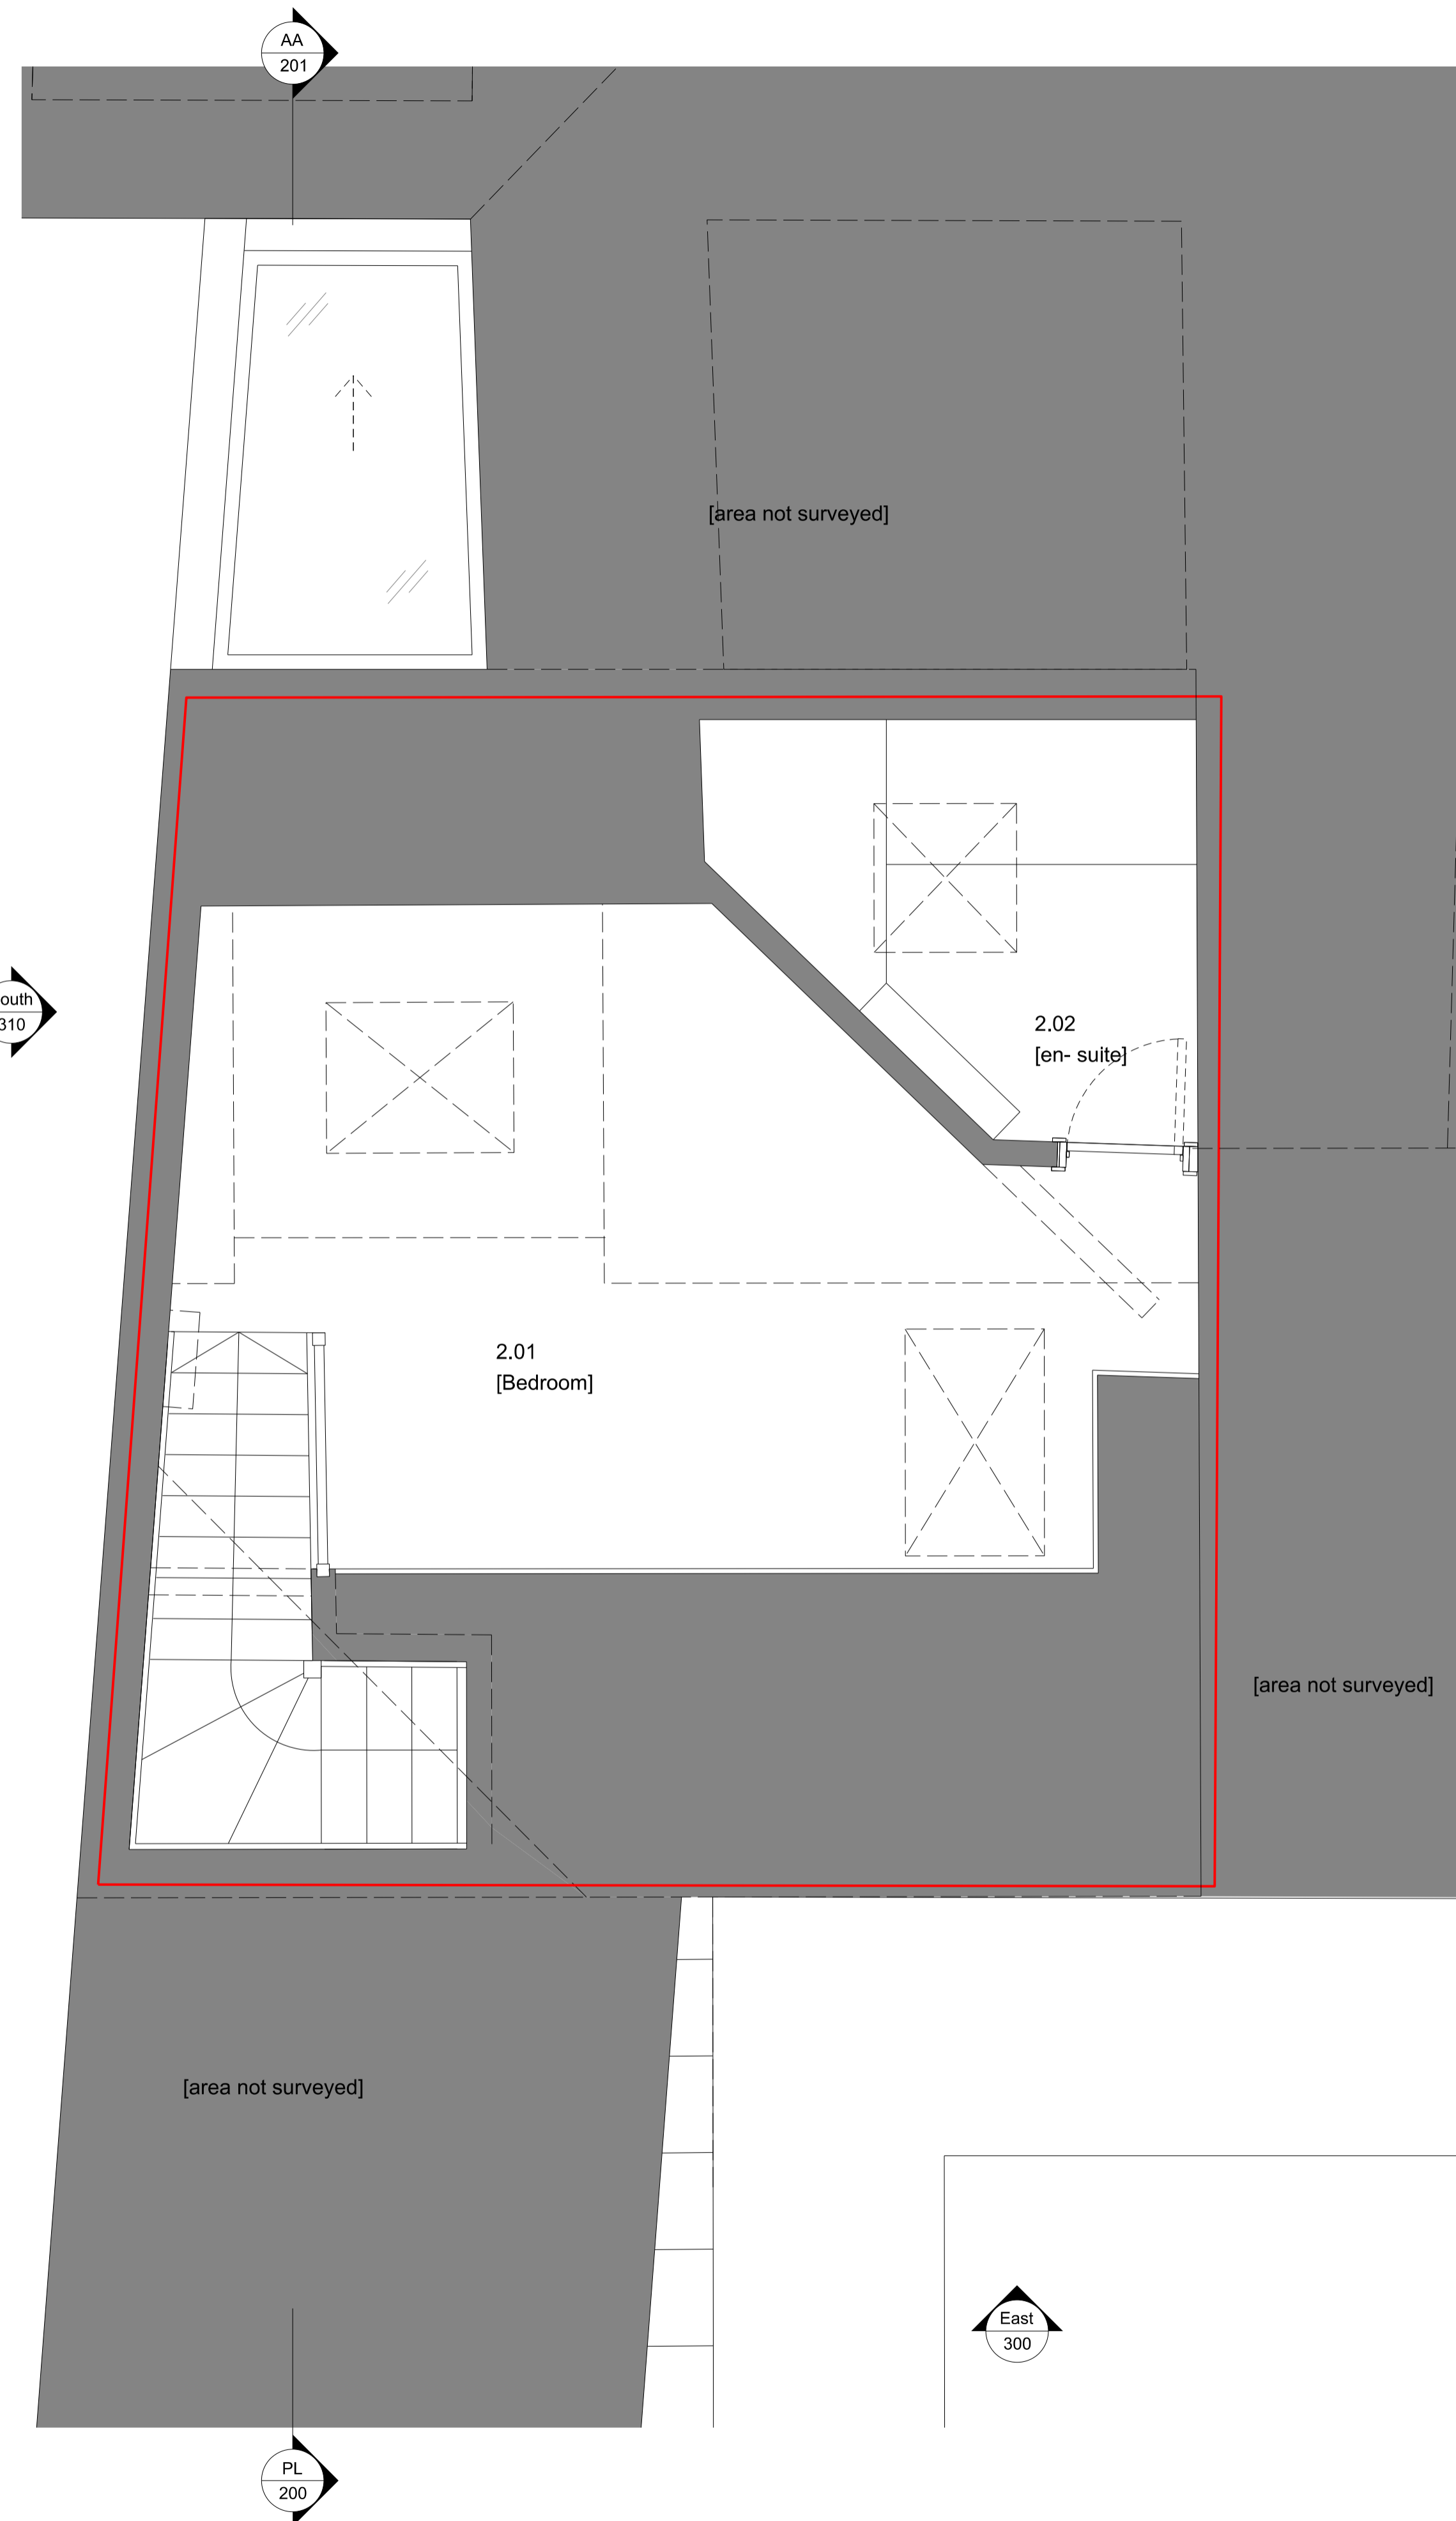 AA
201
[area not surveyed]
outh
310
2.02
[en- suite]
2.01
[Bedroom]
[area not surveyed]
[area not surveyed]
East
300
PL
200